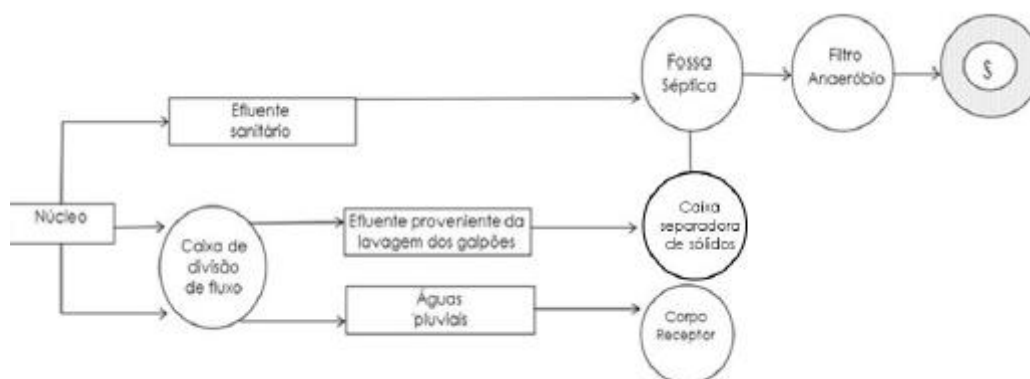 Fossa
Séptica
Filtro
Anaeróbio
$
Efluente
sanitário
Núcleo
Caixa de
divisão
de fluxo
Efluente proveniente da
lavagem dos galpões
Caixa
separadora
de sólidos
Águas
pluviais
Corpo
Receptor